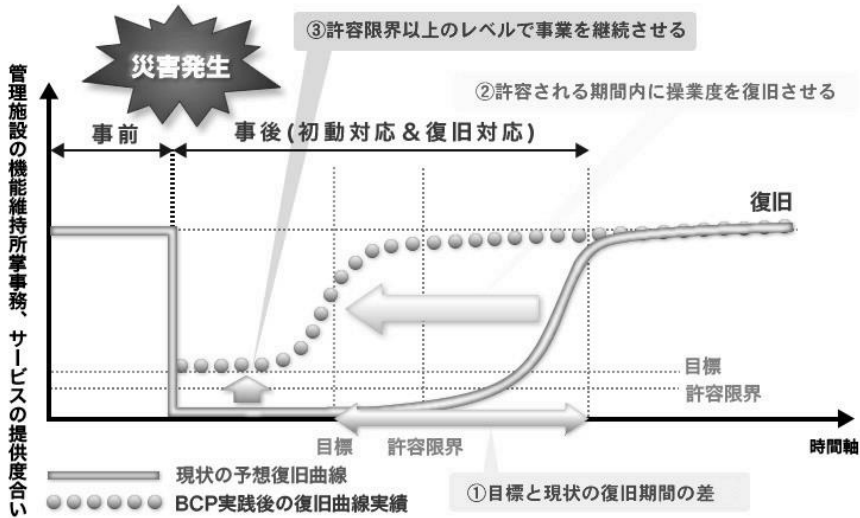 ③許容限界以上のレベルで事業を継続させる
災害発生
②許容される期間内に操業度を復旧させる
事前
事後(初動対応&復旧対応)
管理施設の機能維持所掌事務、サービスの提供度合い
復旧
目標
許容限界
目標
許容限界
時間軸
現状の予想復旧曲線
①目標と現状の復旧期間の差
BCP実践後の復旧曲線実績